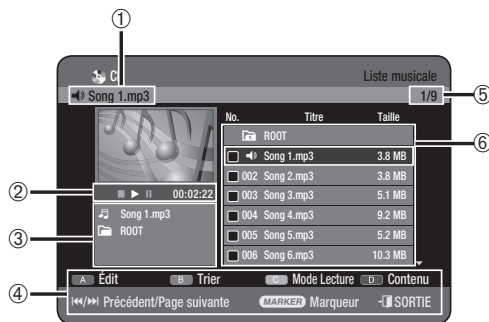 ①
C
Liste musicale
Song 1.mp3
1/9
⑤
No. Titre Taille
ROOT
⑥
Song 1.mp3 3.8 MB
002 Song 2.mp3 3.8 MB
003 Song 3.mp3 5.1 MB
004 Song 4.mp3 9.2 MB
005 Song 5.mp3 5.2 MB
006 Song 6.mp3 10.3 MB
②
00:02:22
③
Song 1.mp3
ROOT
④
A Édit B Trier C Mode Lecture D Contenu
Précédent/Page suivante MARKER Marqueur SORTIE